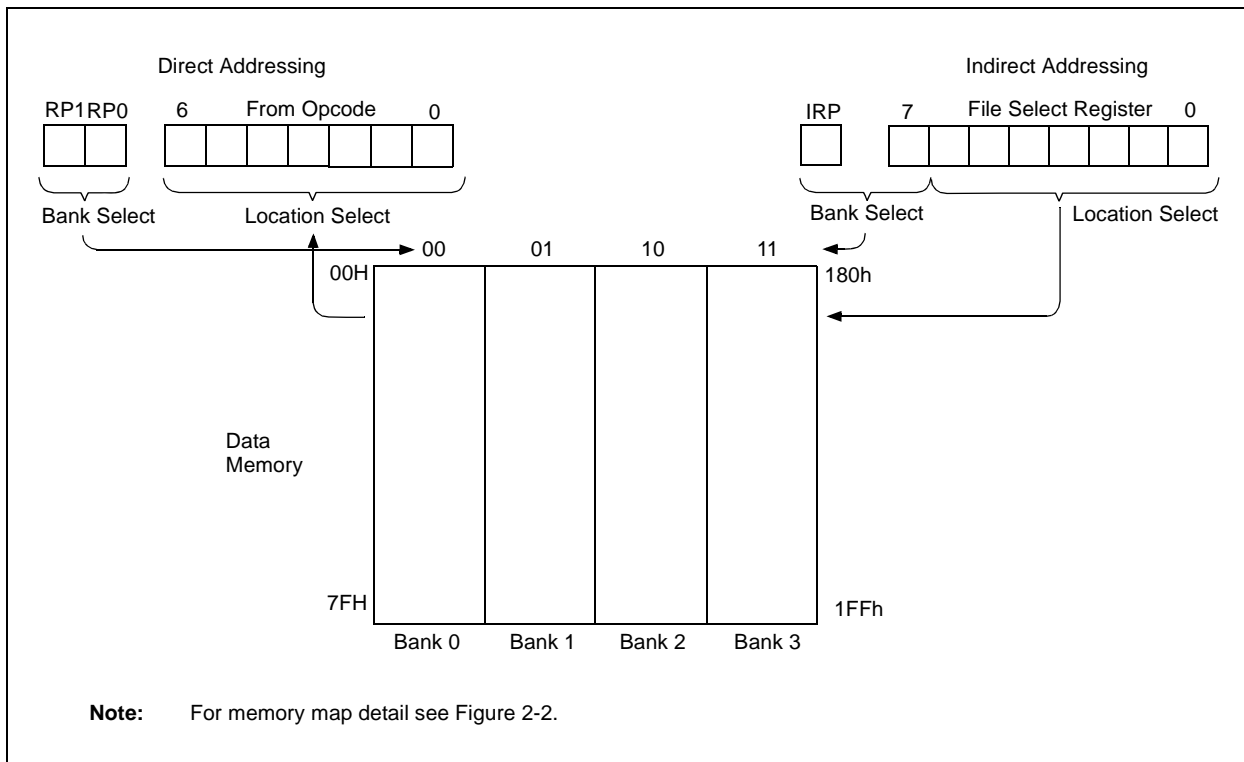 Direct Addressing
Indirect Addressing
RP1RP0 6 From Opcode 0
IRP 7 File Select Register 0
Bank Select Location Select
Bank Select Location Select
00 01 10 11
00H 180h
Data
Memory
7FH 1FFh
Bank 0 Bank 1 Bank 2 Bank 3
Note: For memory map detail see Figure 2-2.